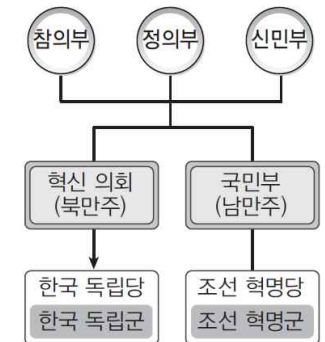 참의부
정의부
신민부
혁신 의회
(북만주)
국민부
(남만주)
한국 독립당
한국 독립군
조선 혁명당
조선 혁명군